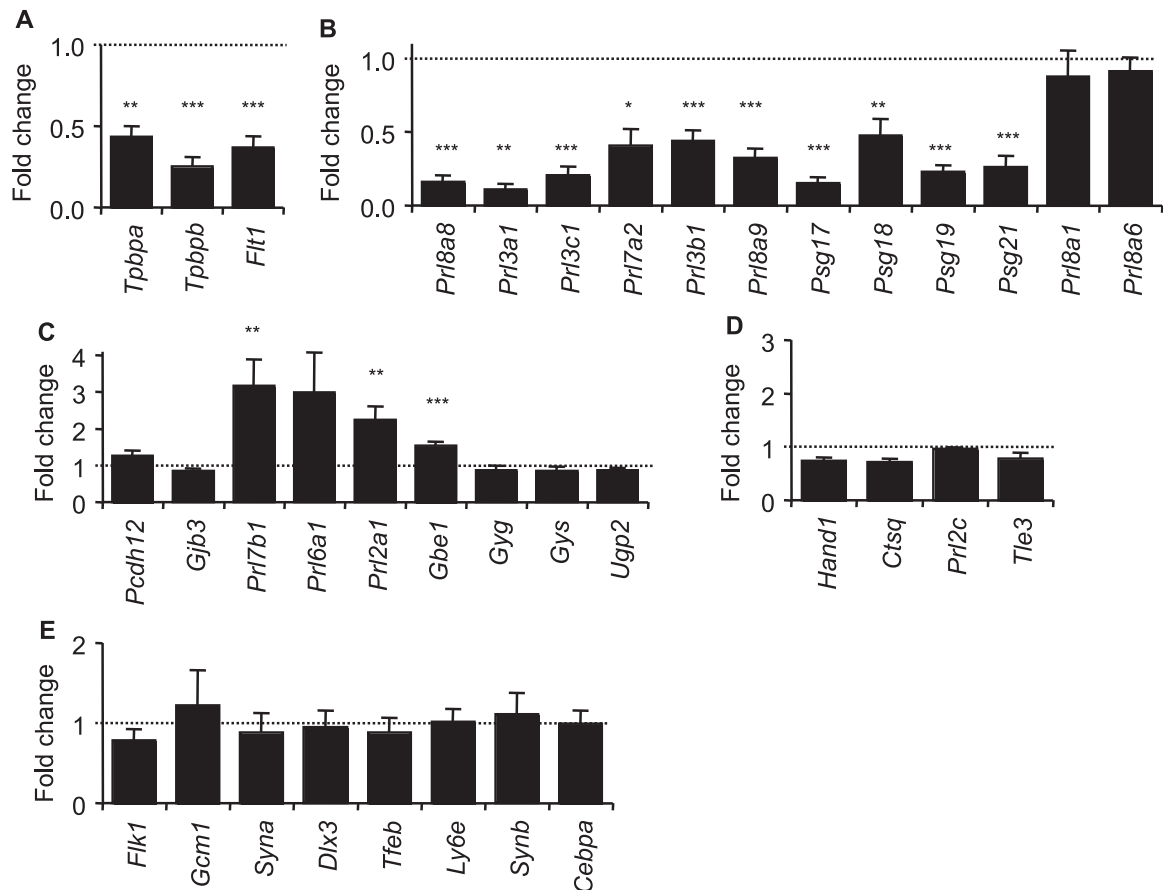 A
Fold change
1.0
0.5
0.0
** *** ***
Tpbpa Tpbpb Flt1
B
Fold change
1.0
0.5
0.0
*** ** *** * *** *** *** ** *** ***
Prl8a8 Prl3a1 Prl3c1 Prl7a2 Prl3b1 Prl8a9 Psg17 Psg18 Psg19 Psg21 Prl8a1 Prl8a6
C
Fold change
4
3
2
1
0
** ** ***
Pcdh12 Gjb3 Prl7b1 Prl6a1 Prl2a1 Gbe1 Gyg Gys Ugp2
D
Fold change
3
2
1
0
Hand1 Ctsq Prl2c Tle3
E
Fold change
2
1
0
Flk1 Gcm1 Syna Dlx3 Tfeb Ly6e Synb Cebpa